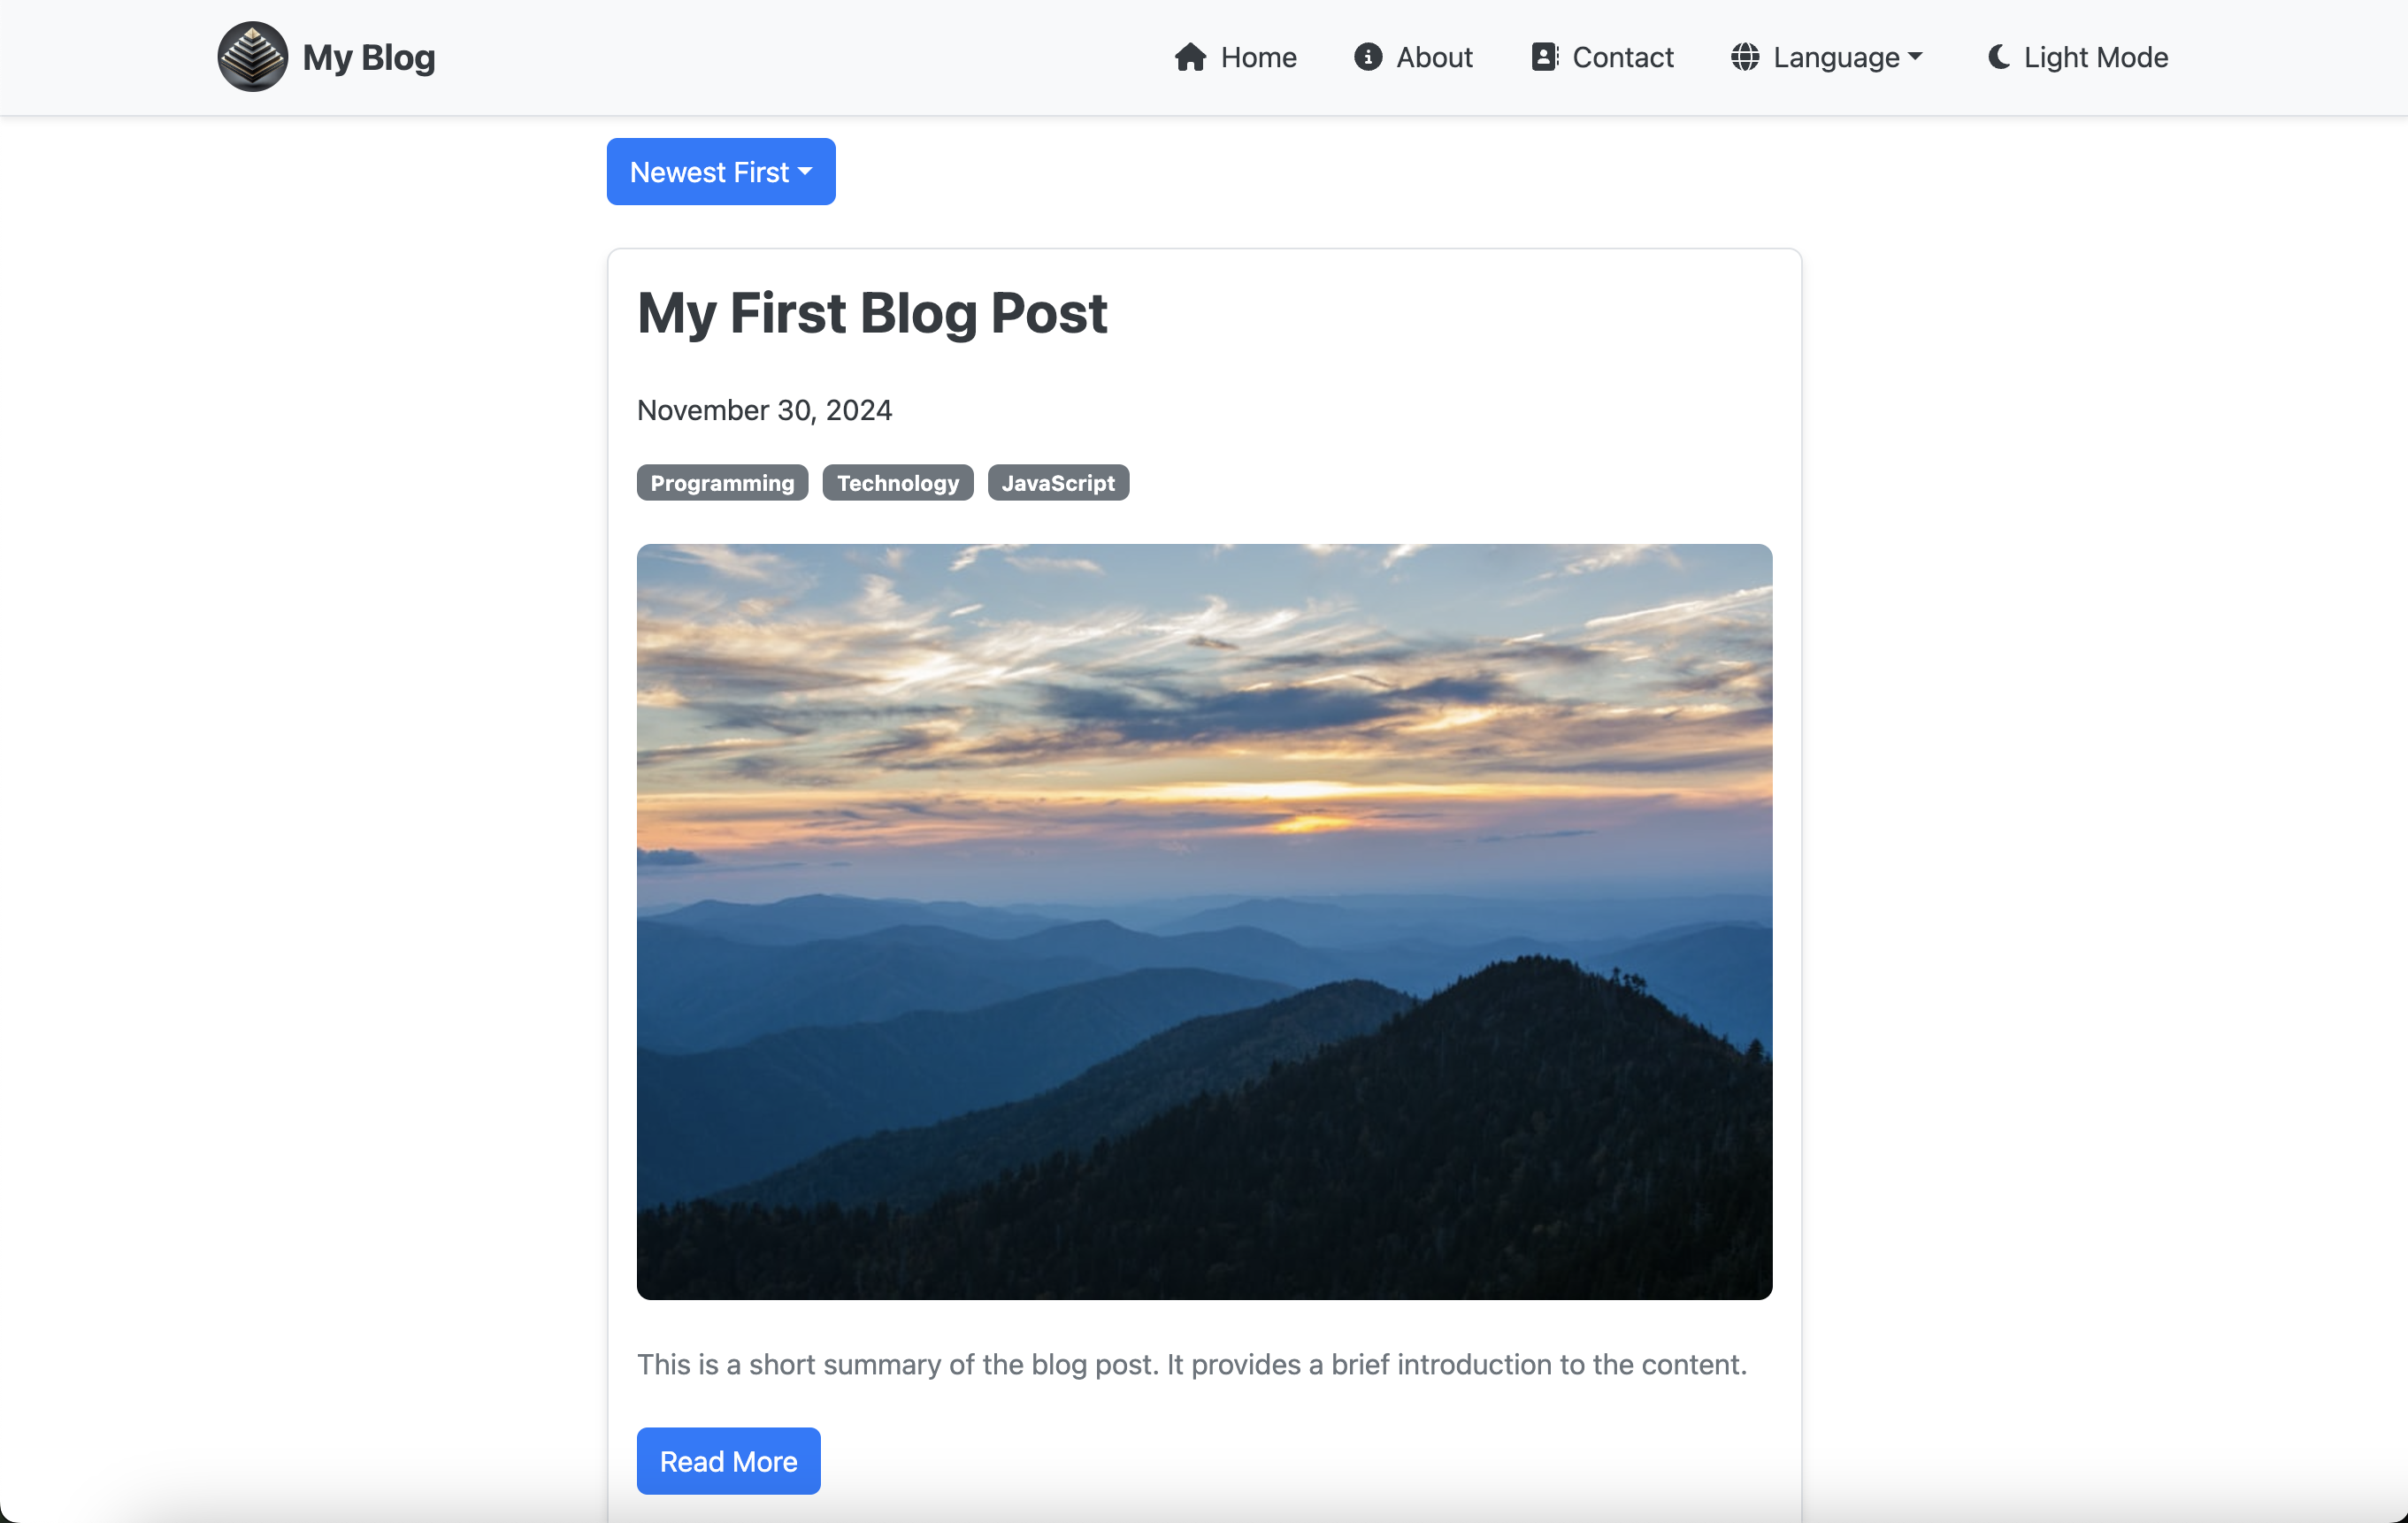 My Blog
Home About Contact Language Light Mode
Newest First
My First Blog Post
November 30, 2024
Programming Technology JavaScript
This is a short summary of the blog post. It provides a brief introduction to the content.
Read More